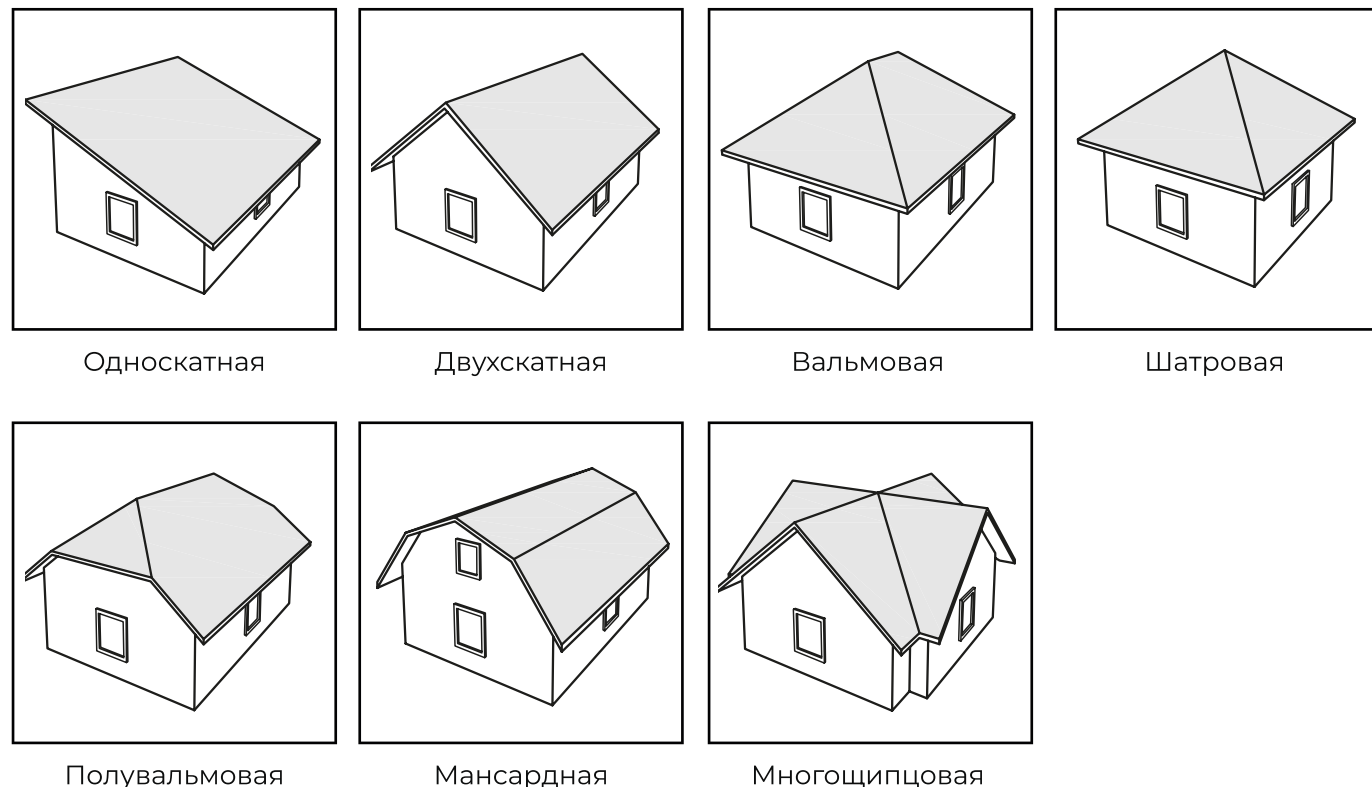 Односкатная
Двухскатная
Вальмовая
Шатровая
Полувальмовая
Мансардная
Многощипцовая